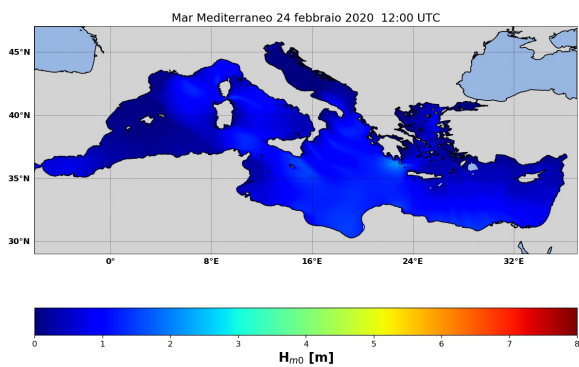 Mar Mediterraneo 24 febbraio 2020 12:00 UTC
45°N
40°N
35°N
30°N
0° 8°E 16°E 24°E 32°E
0 1 2 3 4 5 6 7 8
Hm0 [m]